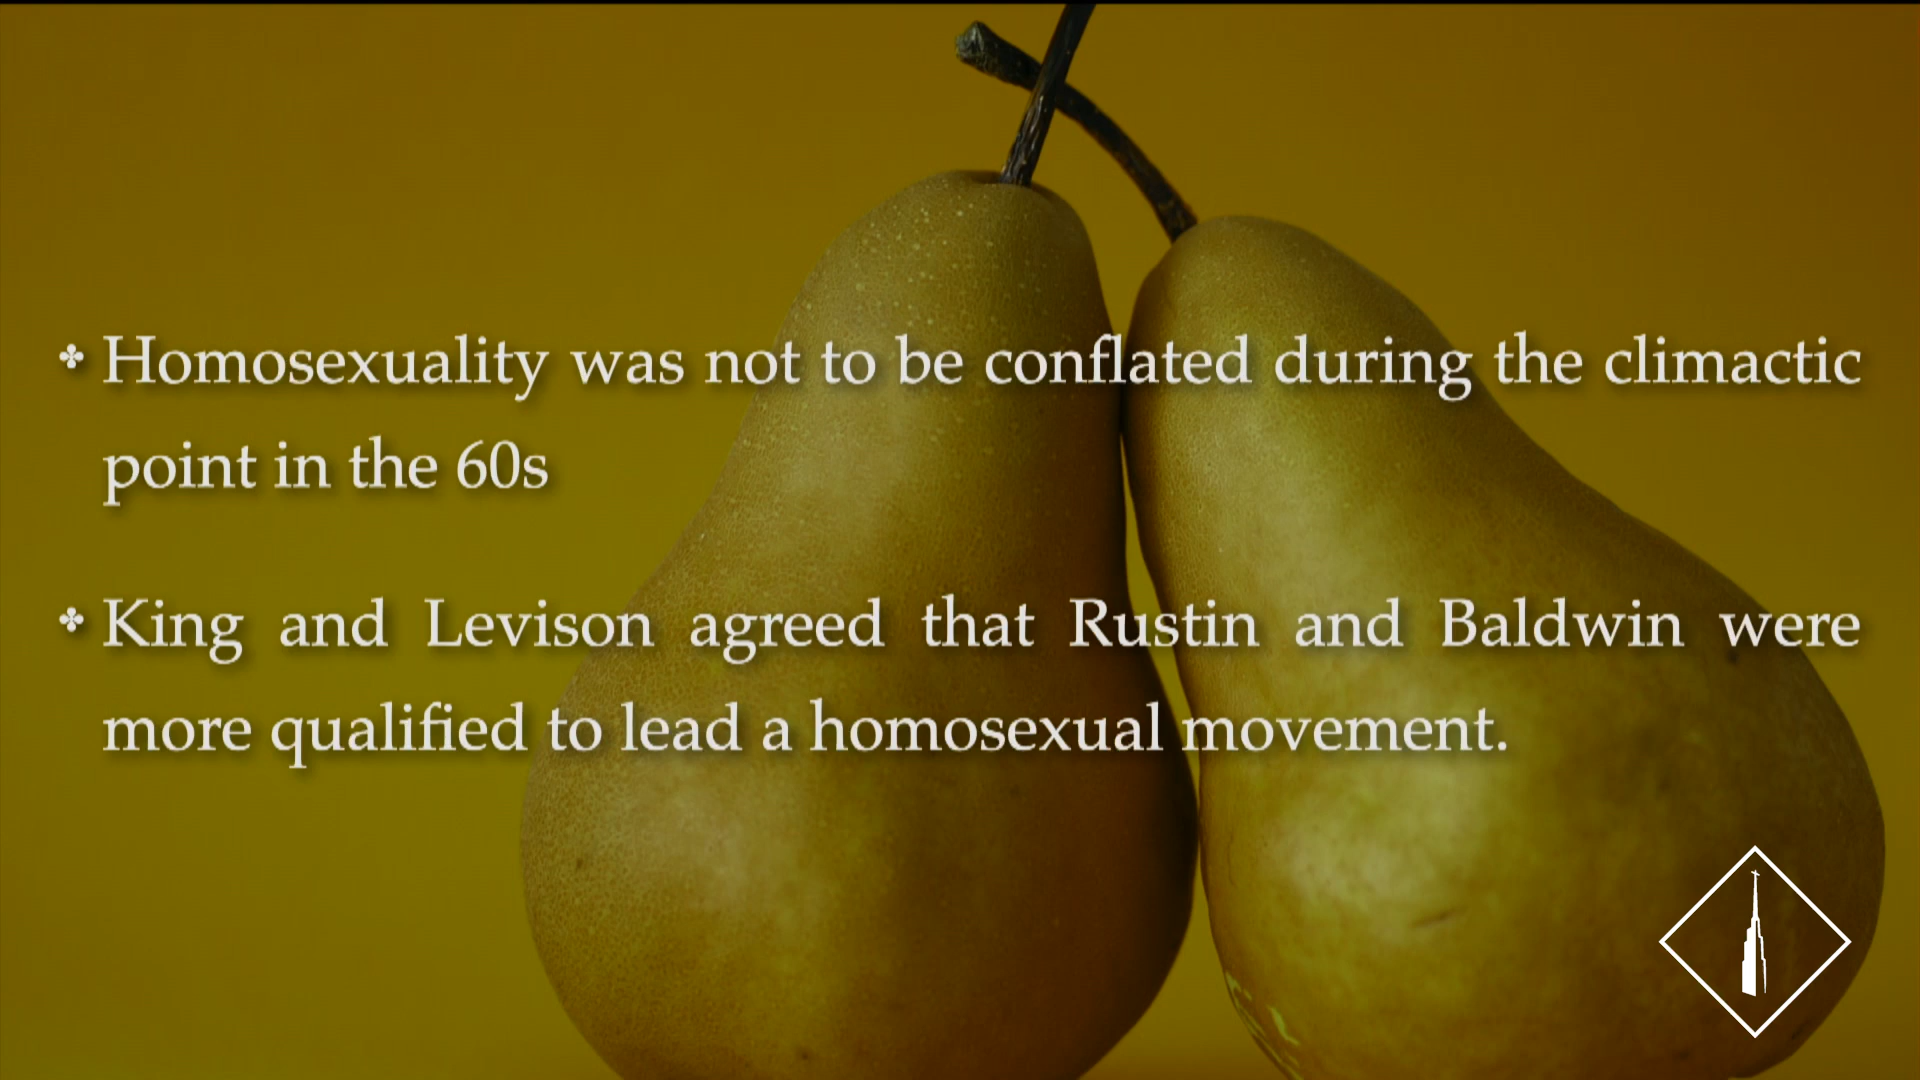 ✤ Homosexuality was not to be conflated during the climactic
point in the 60s
✤ King and Levison agreed that Rustin and Baldwin were
more qualified to lead a homosexual movement.